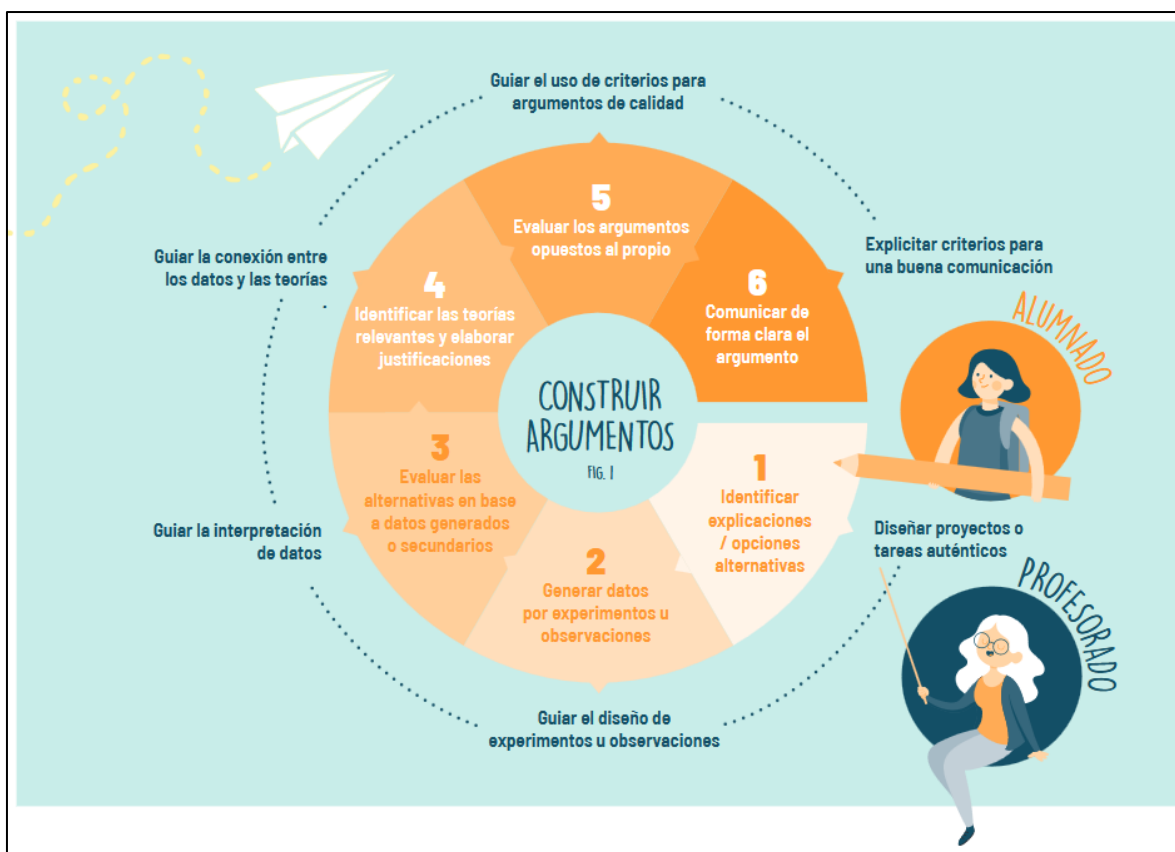 Guiar el uso de criterios para
argumentos de calidad
5
Evaluar los argumentos
opuestos al propio
Guiar la conexión entre
los datos y las teorías
Explicitar criterios para
una buena comunicación
4
Identificar las teorías
relevantes y elaborar
justificaciones
6
Comunicar de
forma clara el
argumento
ALUMNADO
CONSTRUIR
ARGUMENTOS
FIG. 1
3
Evaluar las
alternativas en base
a datos generados
o secundarios
1
Identificar
explicaciones
/ opciones
alternativas
Guiar la interpretación
de datos
Diseñar proyectos o
tareas auténticos
2
Generar datos
por experimentos u
observaciones
PROFESORADO
Guiar el diseño de
experimentos u observaciones